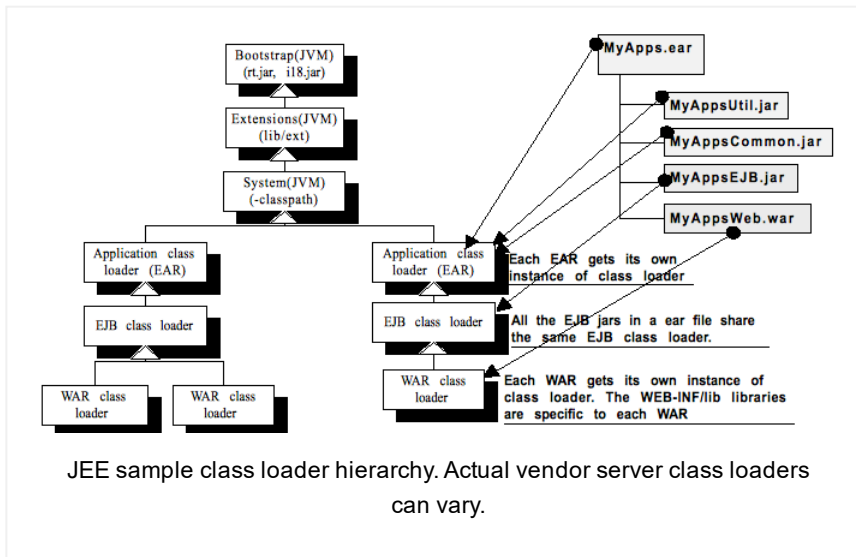 Bootstrap(JVM)
(rt.jar, i18.jar)
Extensions(JVM)
(lib/ext)
System(JVM)
(-classpath)
Application class
loader (EAR)
EJB class loader
WAR class
loader
WAR class
loader
Application class
loader (EAR)
EJB class loader
WAR class
loader
MyApps.ear
MyAppsUtil.jar
MyAppsCommon.jar
MyAppsEJB.jar
MyAppsWeb.war
Each EAR gets its own
instance of class loader
All the EJB jars in a ear file share
the same EJB class loader.
Each WAR gets its own instance of
class loader. The WEB-INF/lib libraries
are specific to each WAR
JEE sample class loader hierarchy. Actual vendor server class loaders
can vary.